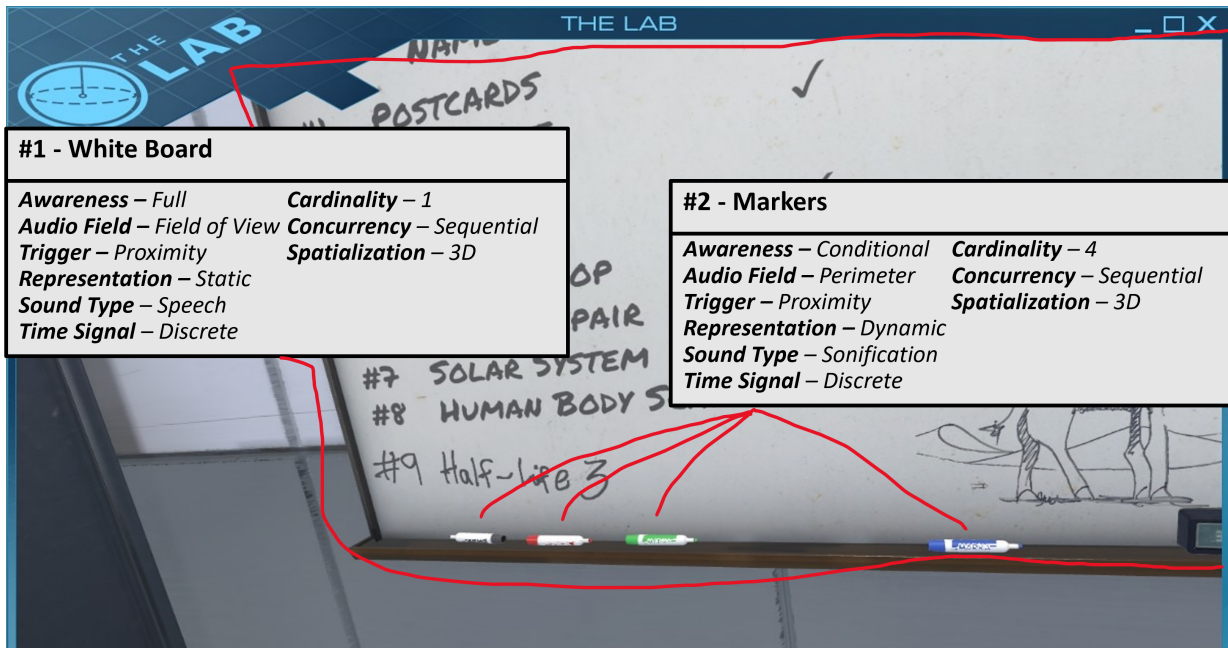 THE LAB
THE
LAB
NAME
POSTCARDS
#1 - White Board
Awareness – Full Cardinality – 1
Audio Field – Field of View Concurrency – Sequential
Trigger – Proximity Spatialization – 3D
Representation – Static
Sound Type – Speech
Time Signal – Discrete
#2 - Markers
Awareness – Conditional Cardinality – 4
Audio Field – Perimeter Concurrency – Sequential
Trigger – Proximity Spatialization – 3D
Representation – Dynamic
Sound Type – Sonification
Time Signal – Discrete
OP
PAIR
#7 SOLAR SYSTEM
#8 HUMAN BODY
#9 Half-Life 3